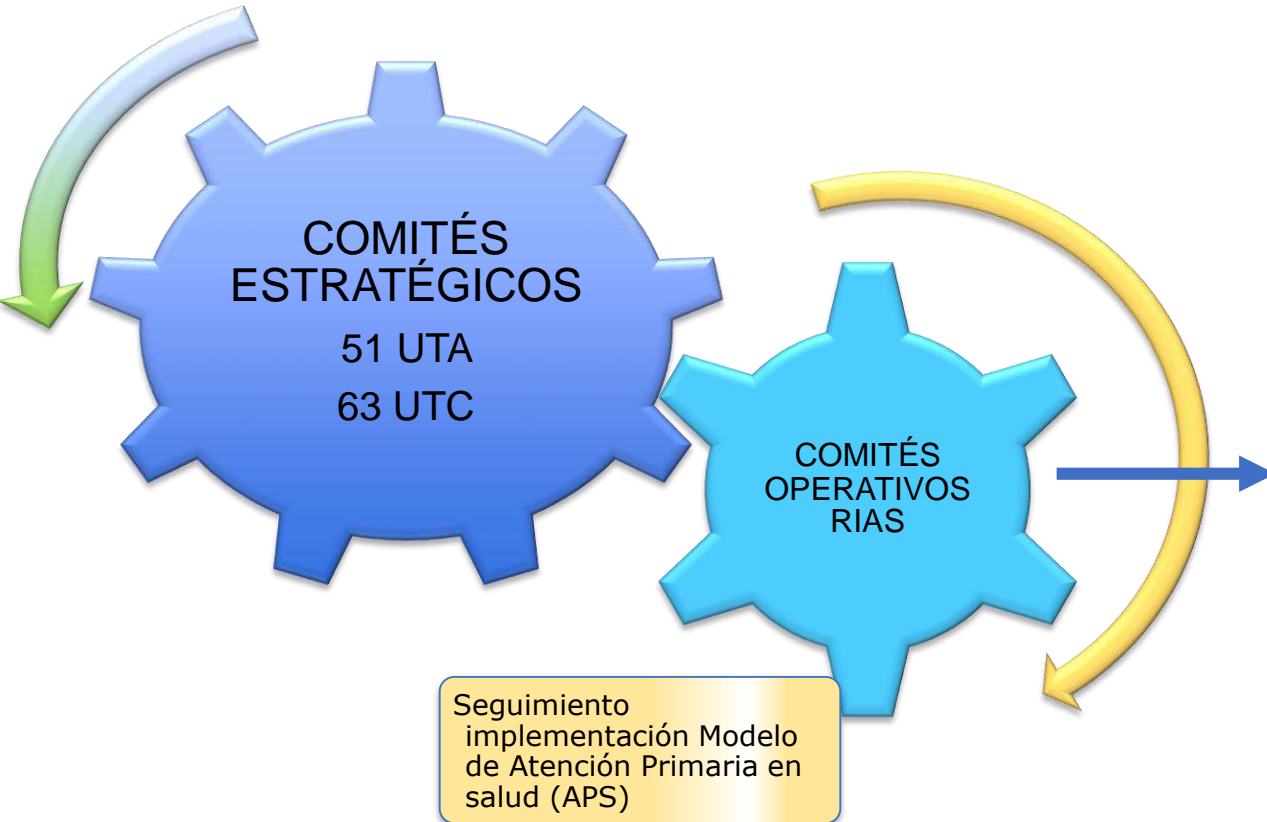 COMITÉS
ESTRATÉGICOS
51 UTA
63 UTC
COMITÉS
OPERATIVOS
RIAS
Seguimiento
implementación Modelo
de Atención Primaria en
salud (APS)